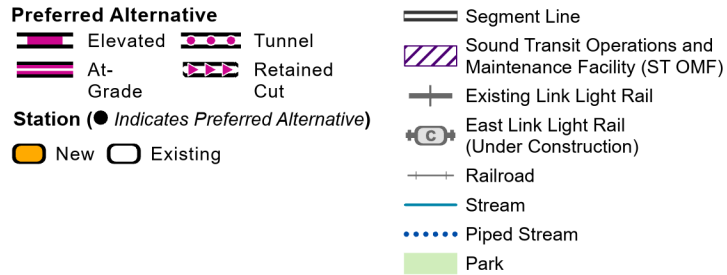 Preferred Alternative
Elevated
Tunnel
At-
Grade
Retained
Cut
Station (● Indicates Preferred Alternative)
New
Existing
Segment Line
Sound Transit Operations and
Maintenance Facility (ST OMF)
Existing Link Light Rail
C
East Link Light Rail
(Under Construction)
Railroad
Stream
Piped Stream
Park